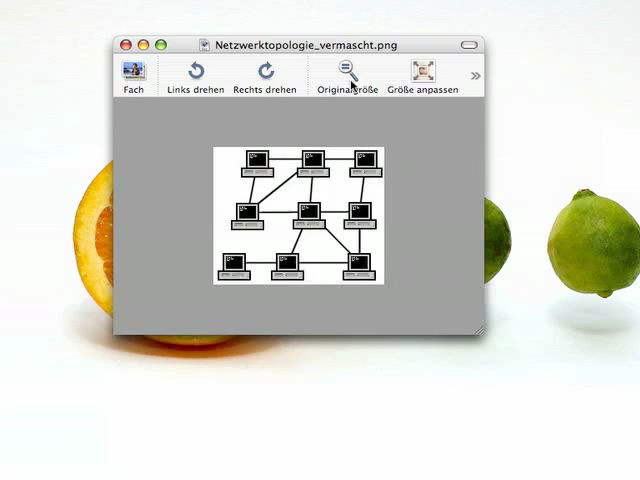 Netzwerktopologie_vermascht.png
Fach Links drehen Rechts drehen Originalgröße Größe anpassen »